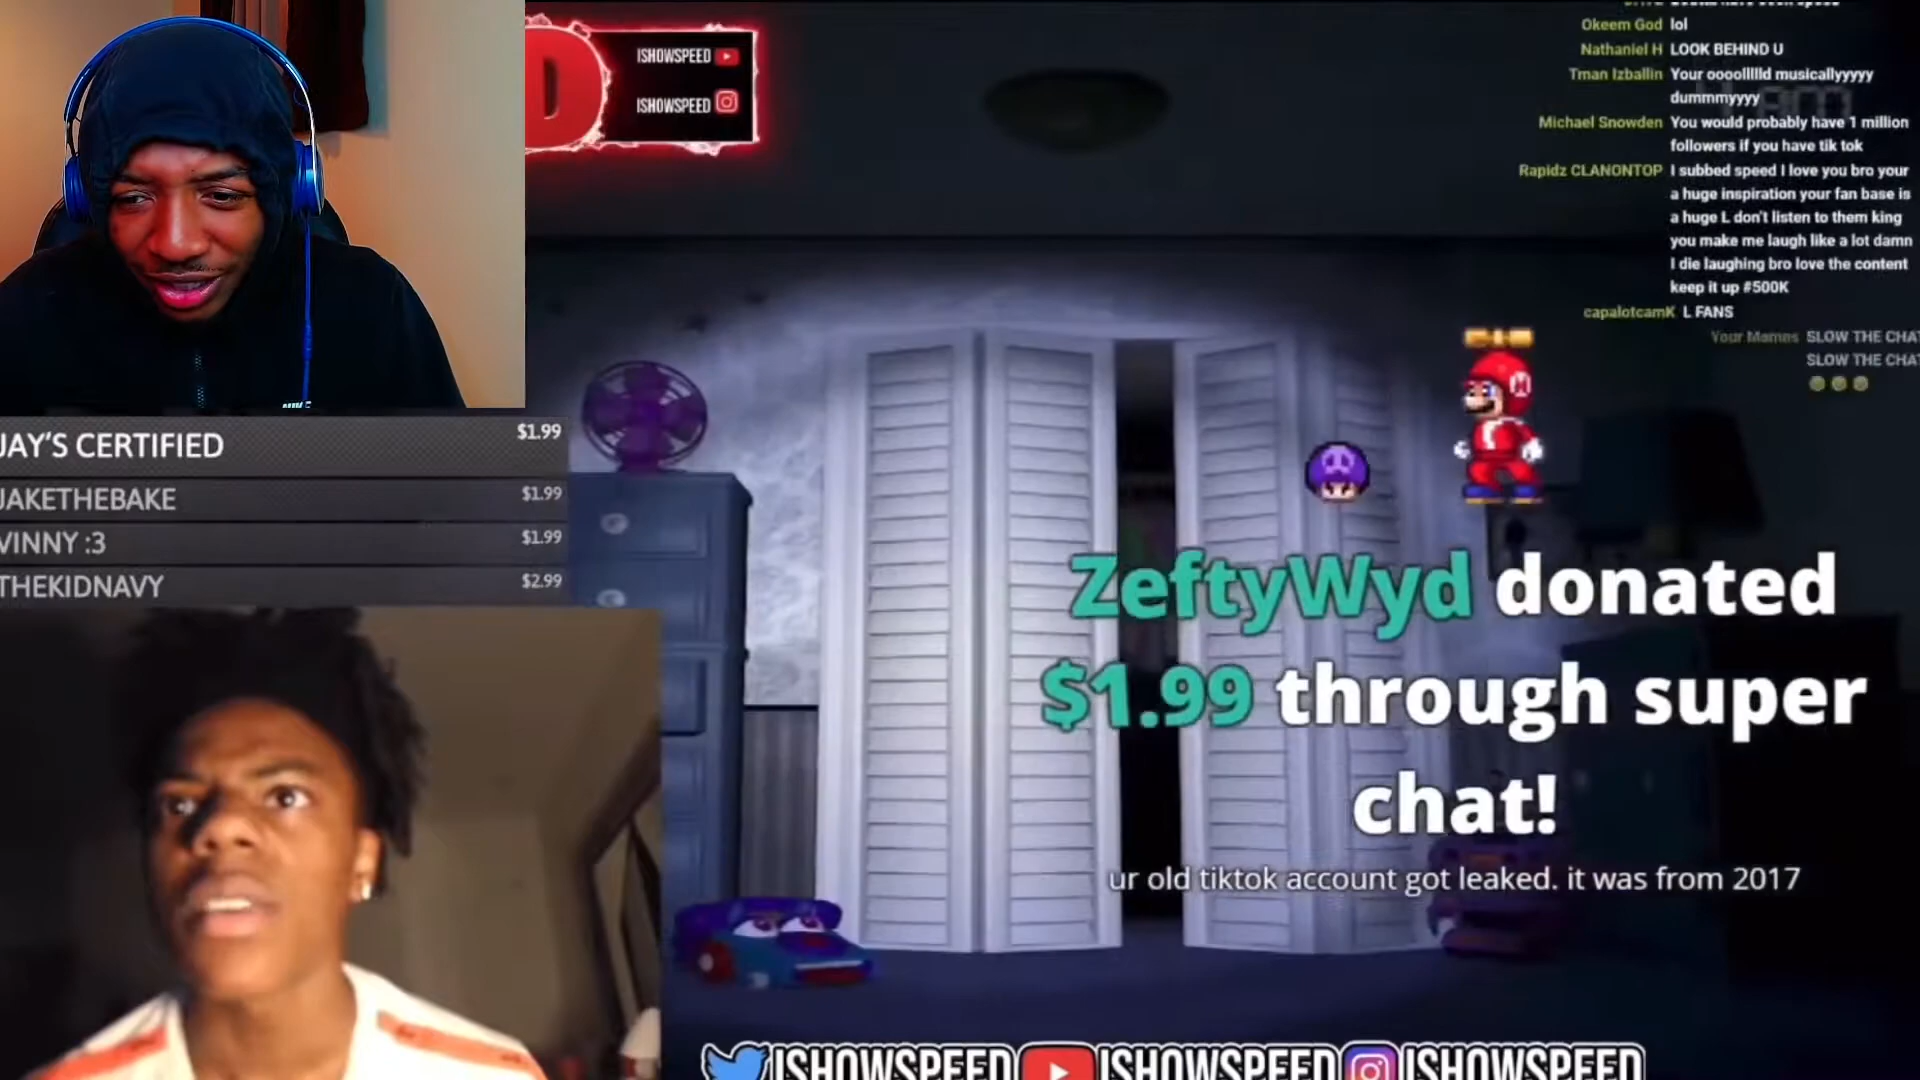 D
ISHOWSPEED
ISHOWSPEED
Okeem God lol
Nathaniel H LOOK BEHIND U
Tman Izballin Your oooollllld musicallyyyyy
dummmyyyy
Michael Snowden You would probably have 1 million
followers if you have tik tok
Rapidz CLANONTOP I subbed speed I love you bro your
a huge inspiration your fan base is
a huge L don't listen to them king
you make me laugh like a lot damn
I die laughing bro love the content
keep it up #500K
capalotcamK L FANS
Your Mames SLOW THE CHAT
SLOW THE CHAT
JAY'S CERTIFIED $1.99
JAKETHEBAKE $1.99
VINNY :3 $1.99
THEKIDNAVY $2.99
ZeftyWyd donated
$1.99 through super
chat!
ur old tiktok account got leaked. it was from 2017
ISHOWSPEED ISHOWSPEED ISHOWSPEED